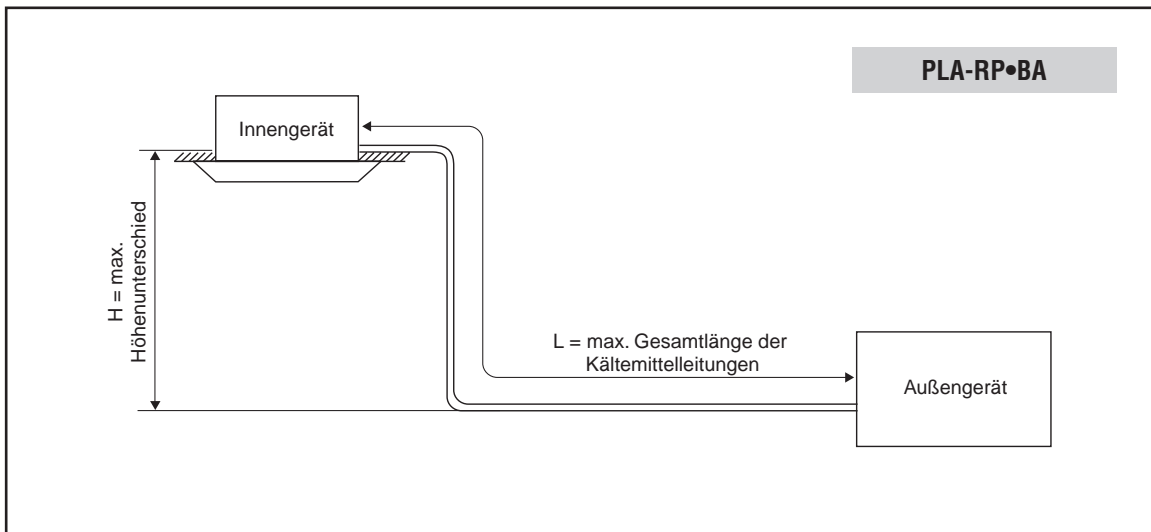 PLA-RP•BA
Innengerät
H = max.
Höhenunterschied
L = max. Gesamtlänge der
Kältemittelleitungen
Außengerät